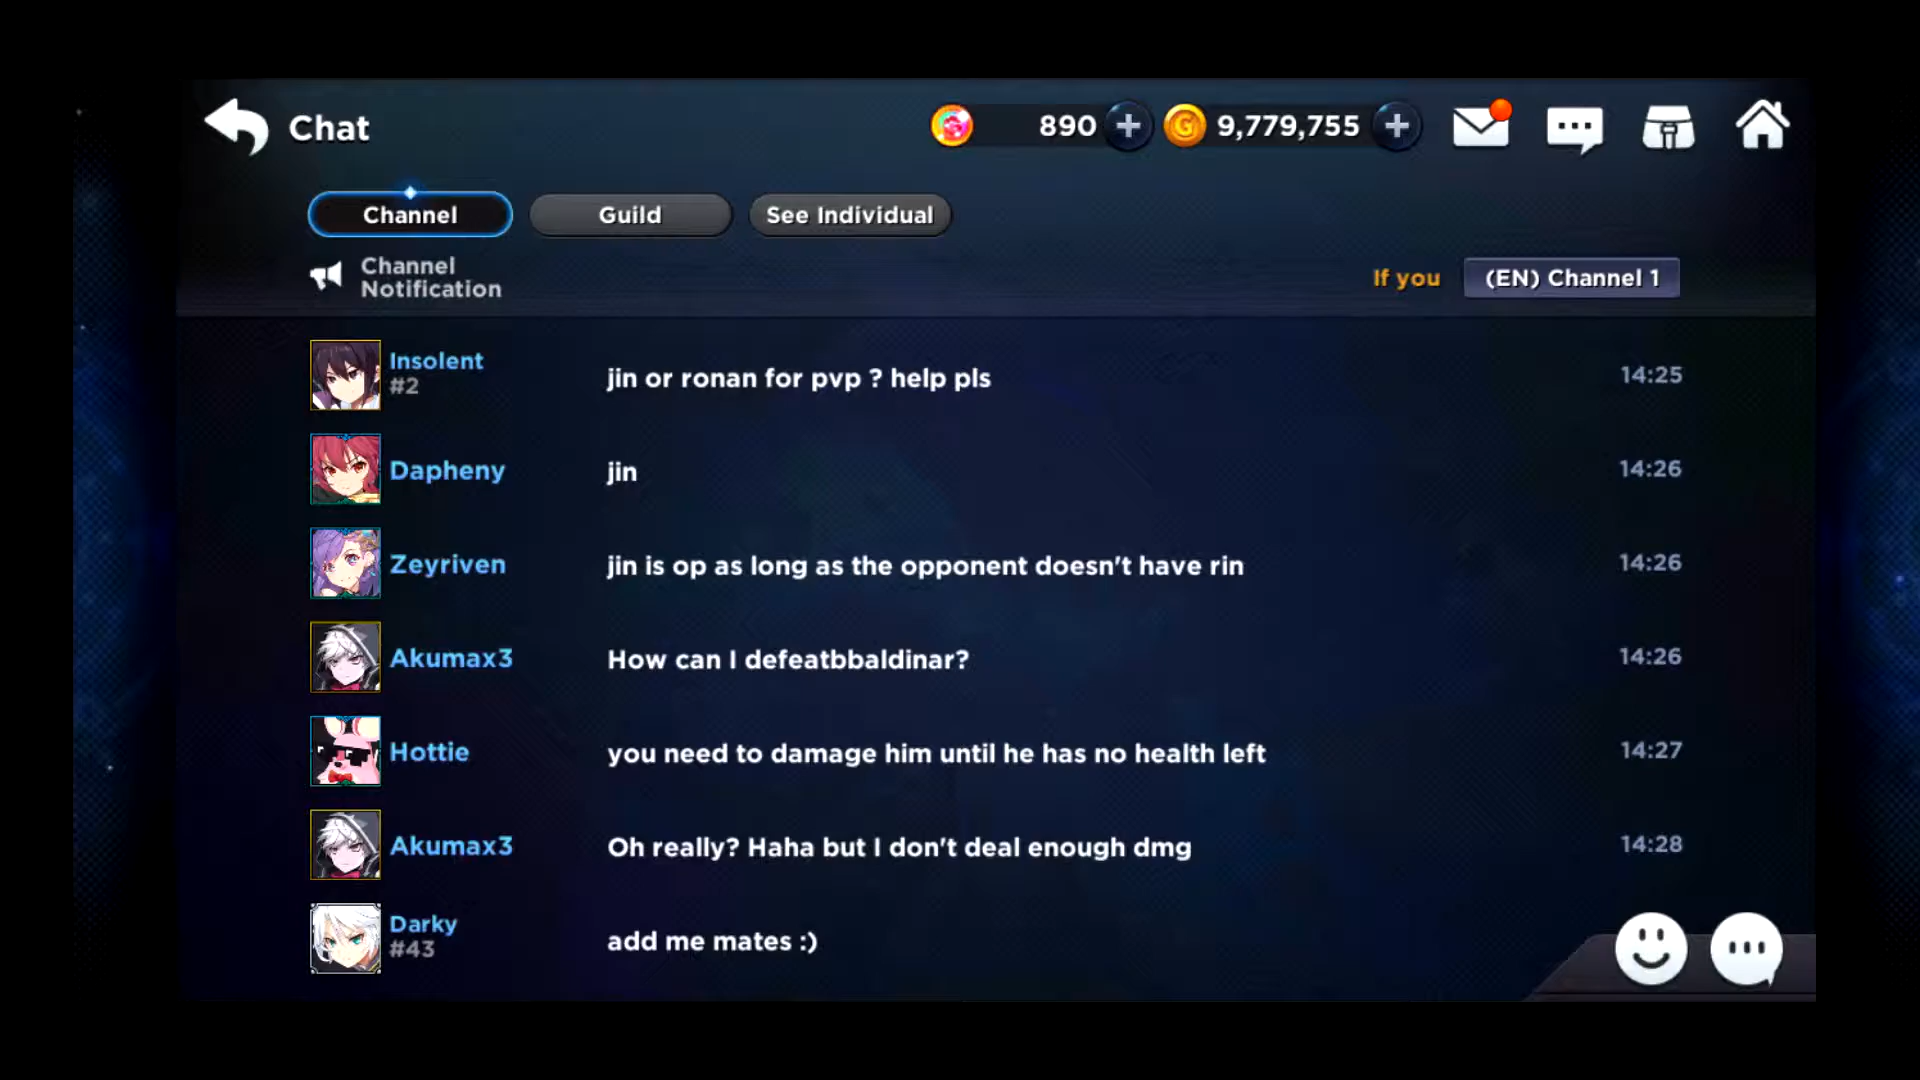 Chat
890
9,779,755
Channel
Guild
See Individual
Channel
Notification
If you
(EN) Channel 1
Insolent
#2
jin or ronan for pvp ? help pls
14:25
Dapheny
jin
14:26
Zeyriven
jin is op as long as the opponent doesn't have rin
14:26
Akumax3
How can I defeatbbaldinar?
14:26
Hottie
you need to damage him until he has no health left
14:27
Akumax3
Oh really? Haha but I don't deal enough dmg
14:28
Darky
#43
add me mates :)